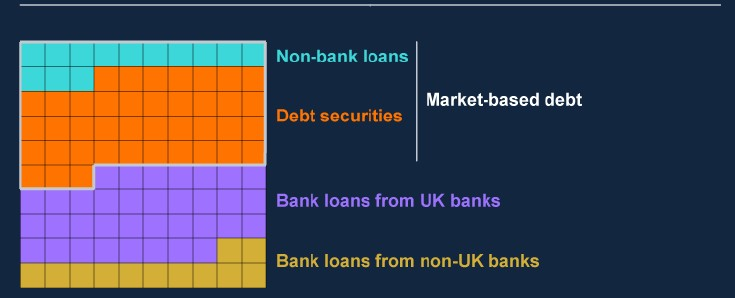 Non-bank loans
Market-based debt
Debt securities
Bank loans from UK banks
Bank loans from non-UK banks